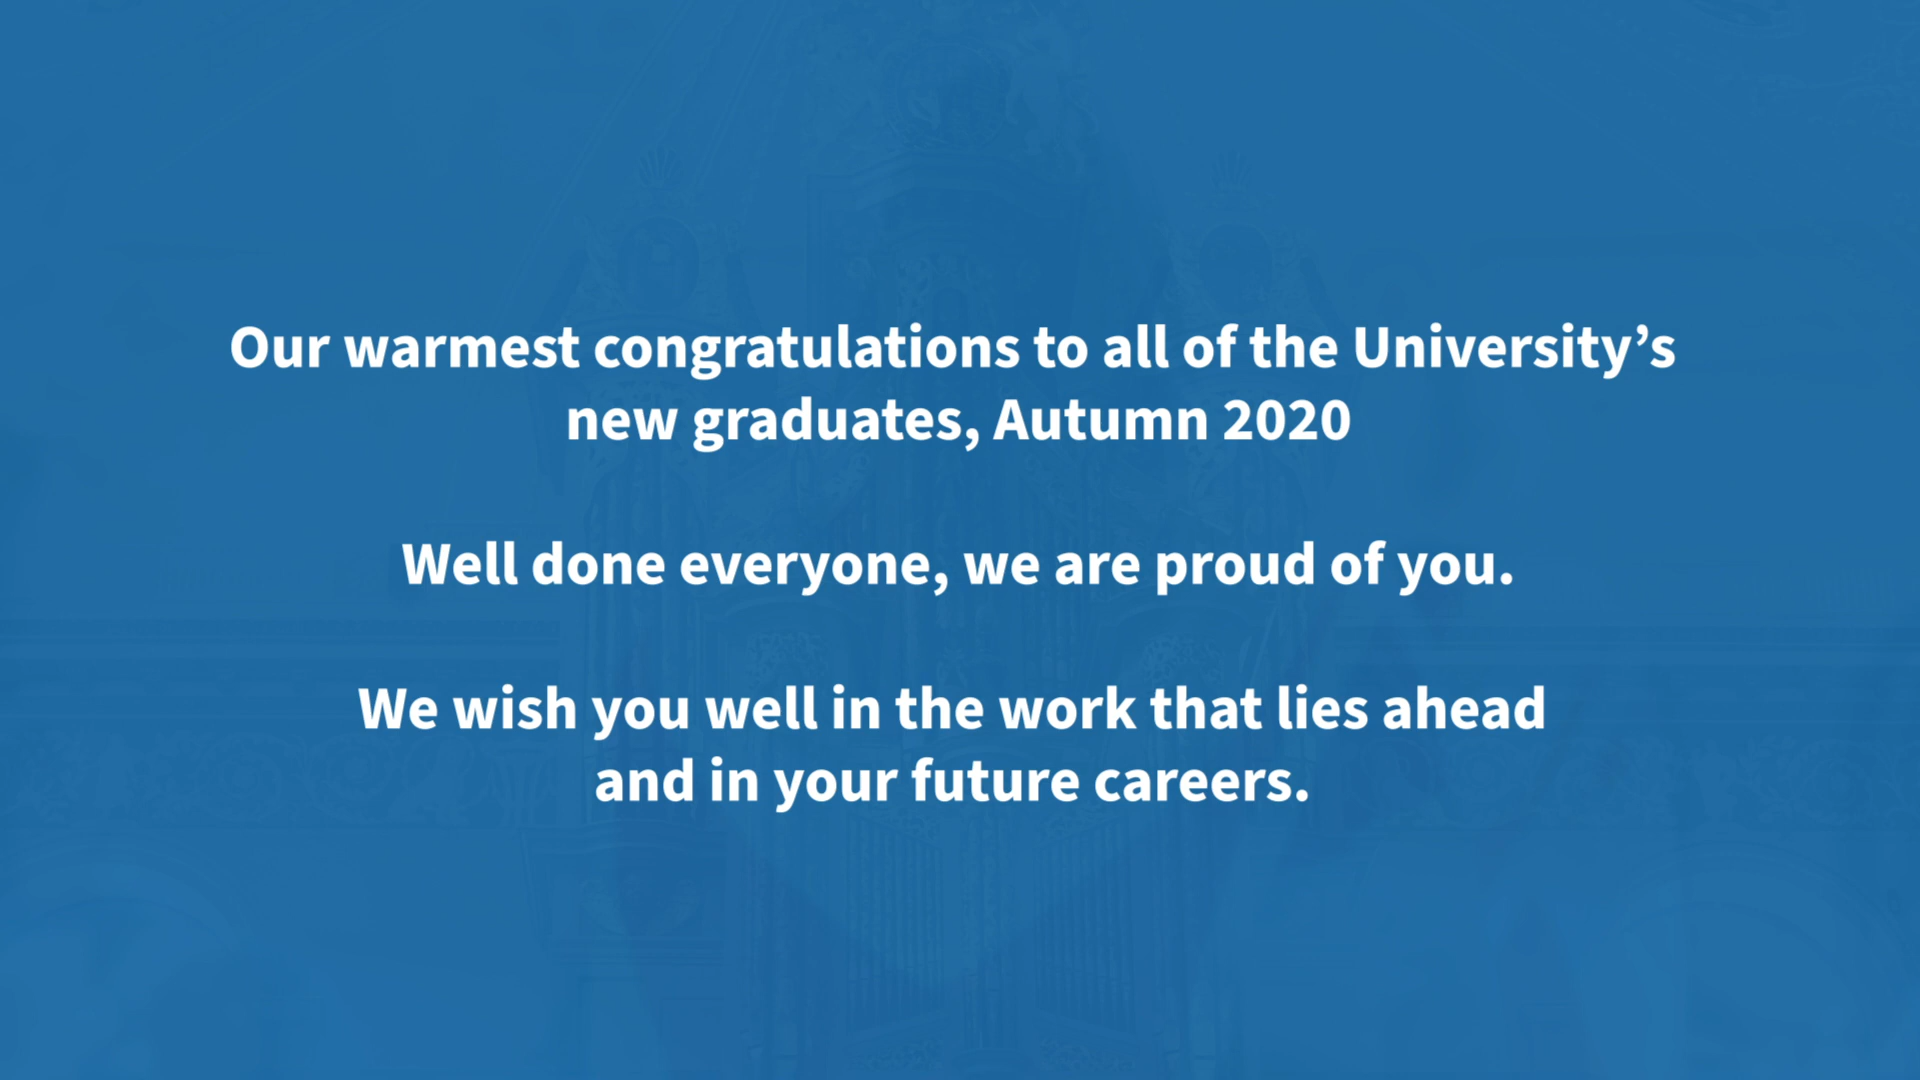 Our warmest congratulations to all of the University’s
new graduates, Autumn 2020
Well done everyone, we are proud of you.
We wish you well in the work that lies ahead
and in your future careers.